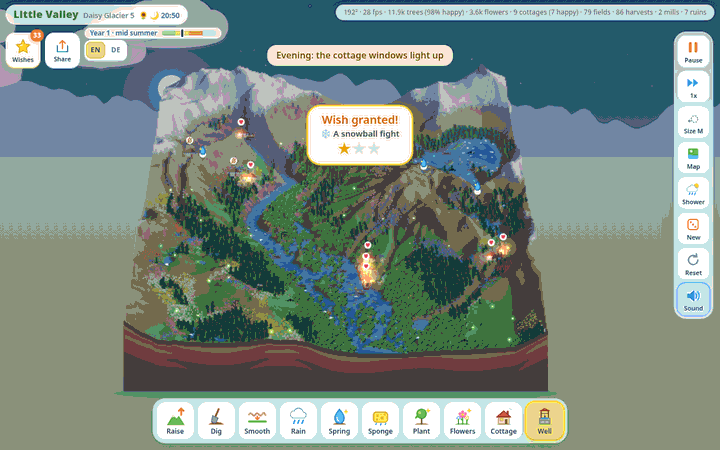 Little Valley Daisy Glacier 5 20:50
192² · 28 fps · 11.9k trees (98% happy) · 3.6k flowers · 9 cottages (7 happy) · 79 fields · 86 harvests · 2 mills · 7 ruins
Year 1 · mid summer
33
Wishes
Share
EN DE
Evening: the cottage windows light up
Wish granted!
A snowball fight
Pause
1x
Size M
Map
Shower
New
Reset
Sound
Raise Dig Smooth Rain Spring Sponge Plant Flowers Cottage Well